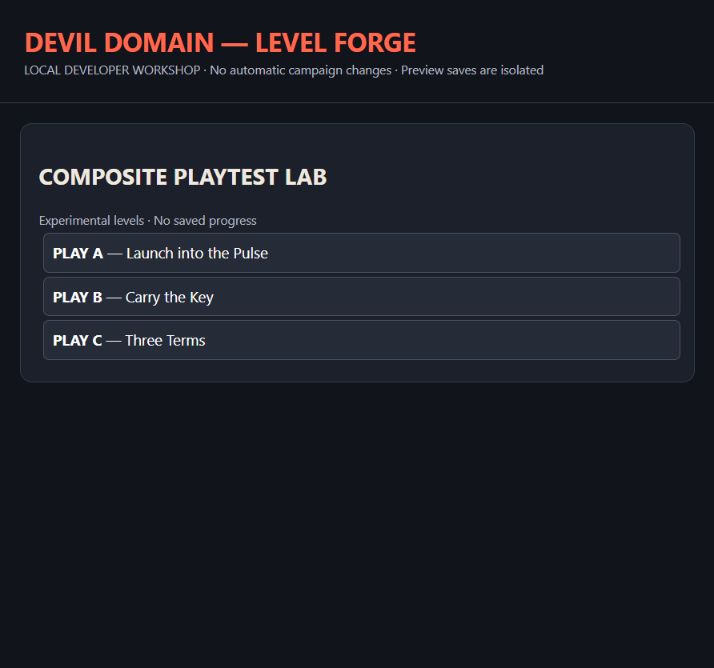 DEVIL DOMAIN — LEVEL FORGE
LOCAL DEVELOPER WORKSHOP · No automatic campaign changes · Preview saves are isolated
COMPOSITE PLAYTEST LAB
Experimental levels · No saved progress
PLAY A — Launch into the Pulse
PLAY B — Carry the Key
PLAY C — Three Terms